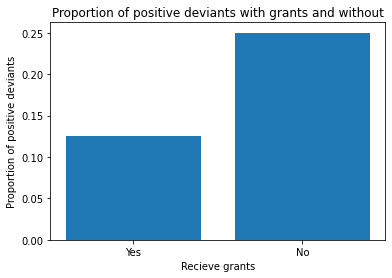 Proportion of positive deviants with grants and without
Proportion of positive deviants
0.25
0.20
0.15
0.10
0.05
0.00
Yes
No
Recieve grants